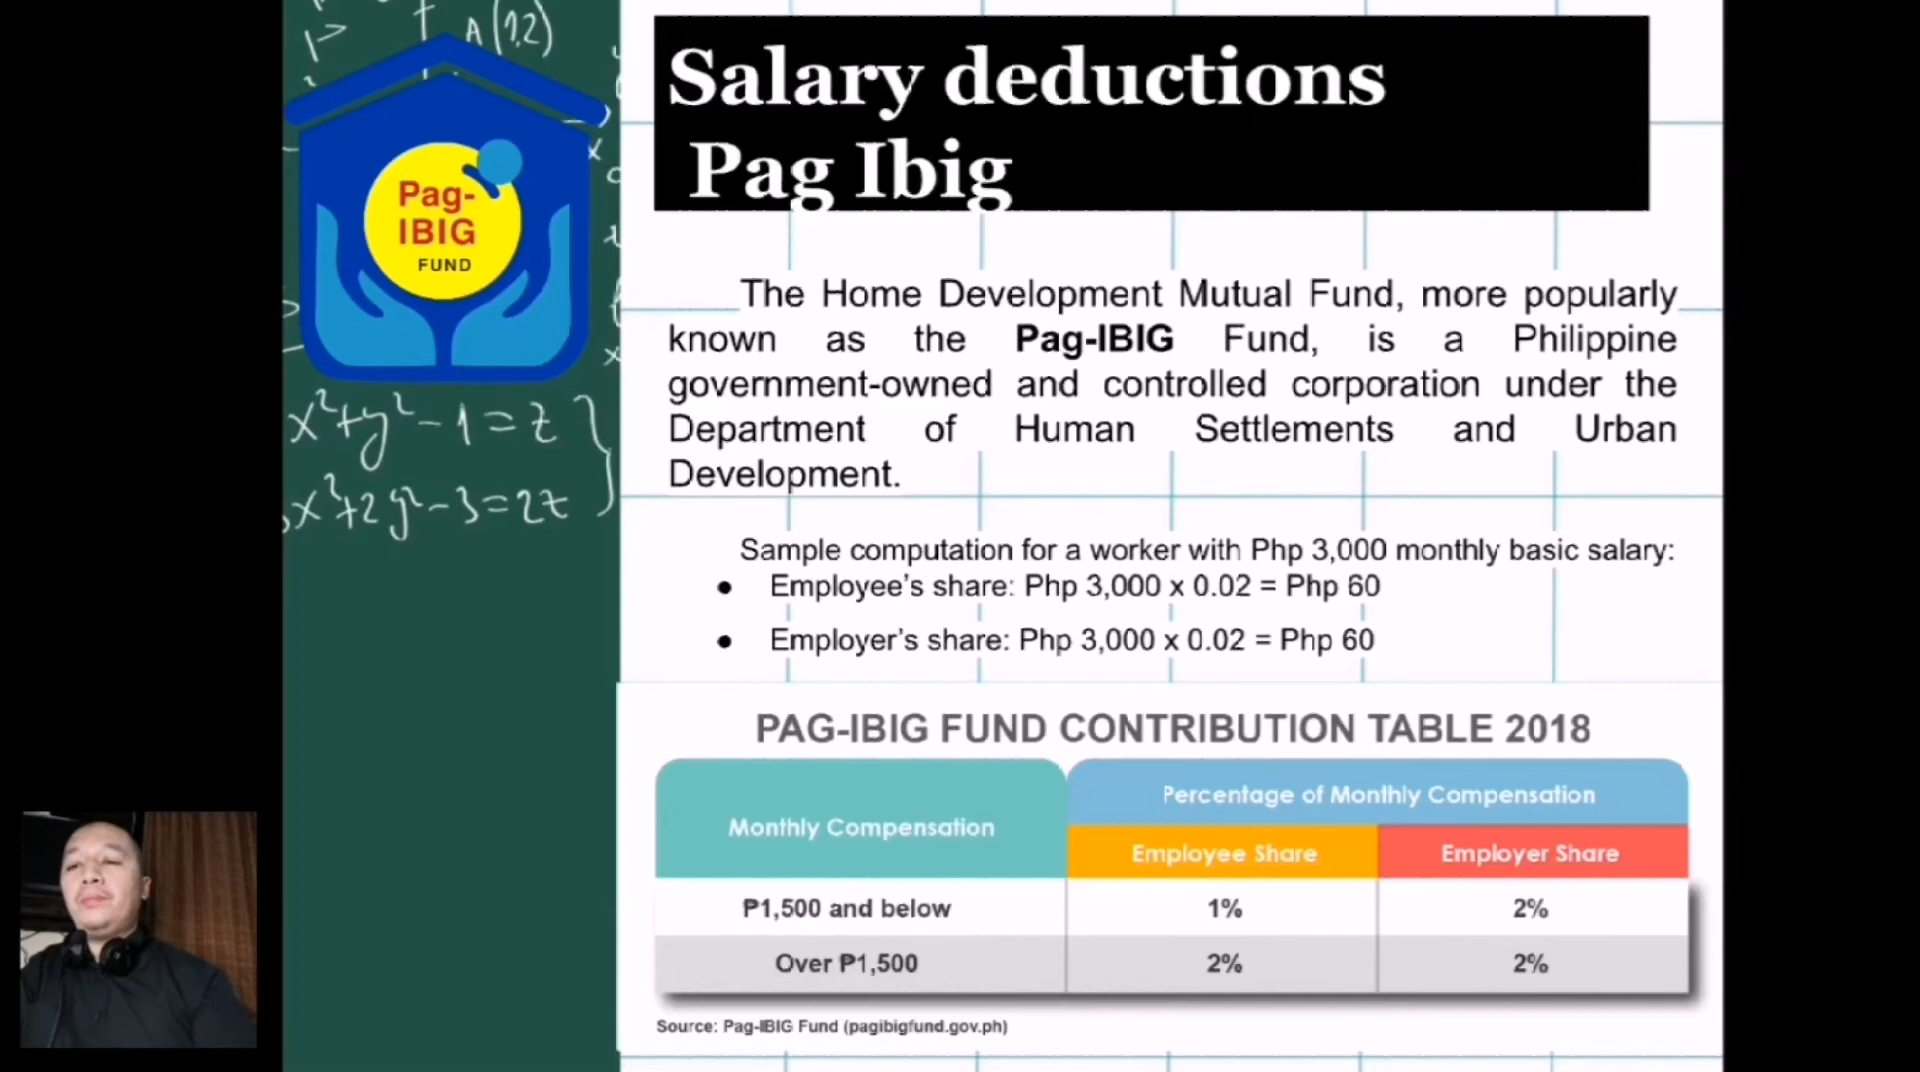 A(1,2)
Pag-
IBIG
FUND
x²+y²-1=z
x²+2y²-3=2z
Salary deductions
Pag Ibig
The Home Development Mutual Fund, more popularly
known as the Pag-IBIG Fund, is a Philippine
government-owned and controlled corporation under the
Department of Human Settlements and Urban
Development.
Sample computation for a worker with Php 3,000 monthly basic salary:
● Employee's share: Php 3,000 x 0.02 = Php 60
● Employer's share: Php 3,000 x 0.02 = Php 60
PAG-IBIG FUND CONTRIBUTION TABLE 2018
Monthly Compensation
Percentage of Monthly Compensation
Employee Share Employer Share
₱1,500 and below 1% 2%
Over ₱1,500 2% 2%
Source: Pag-IBIG Fund (pagibigfund.gov.ph)